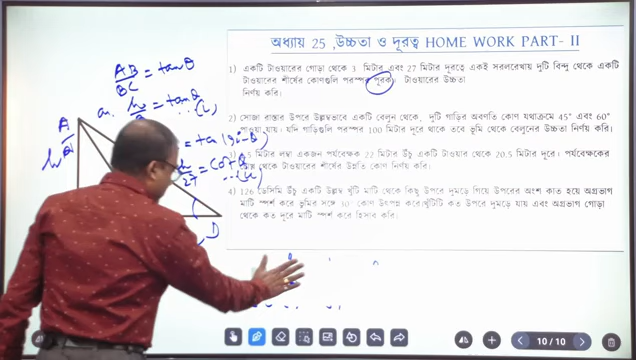 অধ্যায় 25 ,উচ্চতা ও দূরত্ব HOME WORK PART- II
1) একটি টাওয়ারের গোড়া থেকে 3 মিটার এবং 27 মিটার দূরত্বে একই সরলরেখায় দুটি বিন্দু থেকে একটি
টাওয়ারের শীর্ষের কোণগুলি পরস্পর পূরক। টাওয়ারের উচ্চতা
নির্ণয় করি।
2) সোজা রাস্তার উপরে উল্লম্বভাবে একটি বেলুন থেকে, দুটি গাড়ির অবনতি কোণ যথাক্রমে 45° এবং 60°
পাওয়া যায়। যদি গাড়িগুলি পরস্পর 100 মিটার দূরে থাকে তবে ভূমি থেকে বেলুনের উচ্চতা নির্ণয় করি।
মিটার লম্বা একজন পর্যবেক্ষক 22 মিটার উঁচু একটি টাওয়ার থেকে 20.5 মিটার দূরে। পর্যবেক্ষকের
থেকে টাওয়ারের শীর্ষের উন্নতি কোণ নির্ণয় করি।
4) 126 ডেসিমি উঁচু একটি উল্লম্ব খুঁটি মাটি থেকে কিছু উপরে দুমড়ে গিয়ে উপরের অংশ কাত হয়ে অগ্রভাগ
মাটি স্পর্শ করে ভূমির সঙ্গে কোণ উৎপন্ন করে। খুঁটিটি কত উপরে দুমড়ে যায় এবং অগ্রভাগ গোড়া
থেকে কত দূরে মাটি স্পর্শ করে হিসাব করি।
AB/BC = tanθ
= tanθ
= tan(90-θ)
h/27 = cotθ
A
h
D
10/10